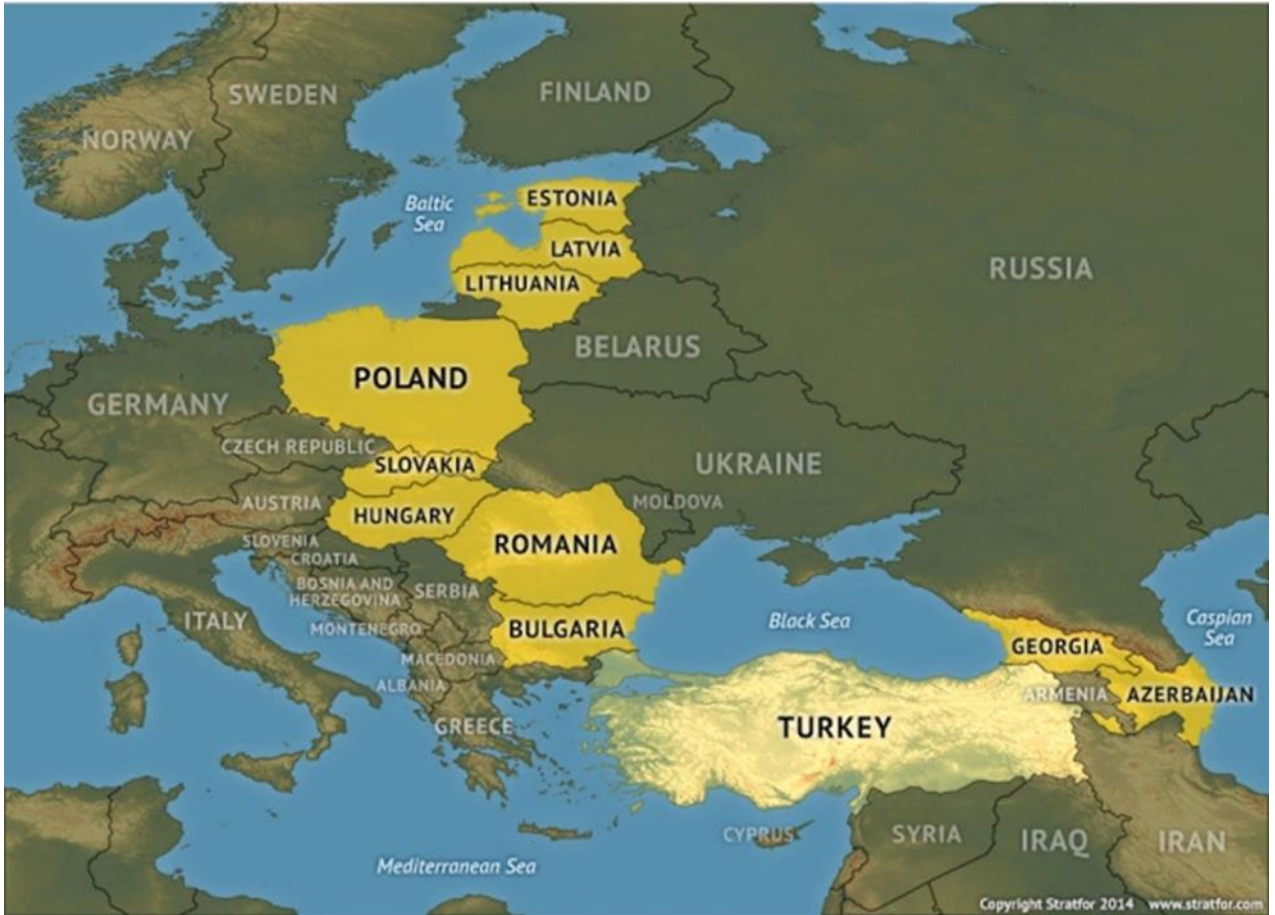 SWEDEN
FINLAND
NORWAY
Baltic
Sea
ESTONIA
LATVIA
LITHUANIA
RUSSIA
BELARUS
POLAND
GERMANY
CZECH REPUBLIC
SLOVAKIA
UKRAINE
AUSTRIA
HUNGARY
MOLDOVA
SLOVENIA
CROATIA
ROMANIA
BOSNIA AND
HERZEGOVINA
SERBIA
ITALY
MONTENEGRO
BULGARIA
Black Sea
Caspian
Sea
GEORGIA
MACEDONIA
ALBANIA
ARMENIA
AZERBAIJAN
GREECE
TURKEY
CYPRUS
SYRIA
IRAQ
IRAN
Mediterranean Sea
Copyright Stratfor 2014 www.stratfor.com